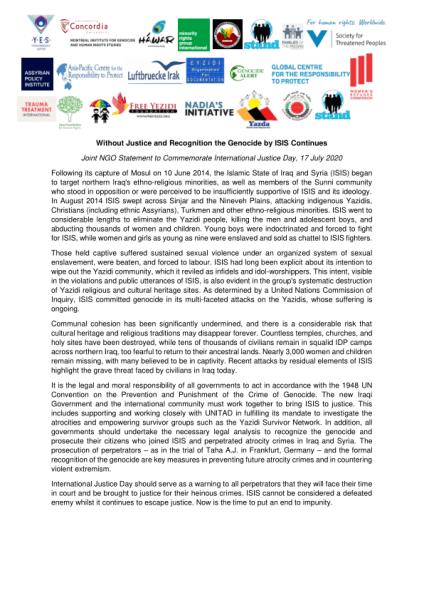 Y·E·S
Concordia
MONTREAL INSTITUTE FOR GENOCIDE
AND HUMAN RIGHTS STUDIES
HÁWAR
minority
rights
group
international
stand
FAMILIES
OF THE
MISSING
For human rights. Worldwide.
Society for
Threatened Peoples
ASSYRIAN
POLICY
INSTITUTE
Asia-Pacific Centre for the
Responsibility to Protect
Luftbruecke Irak
EYZIDI
Organization
For
DOCUMENTATION
GENOCIDE
ALERT
GLOBAL CENTRE
FOR THE RESPONSIBILITY
TO PROTECT
WOMEN'S
REFUGEE
COMMISSION
TRAUMA
TREATMENT
INTERNATIONAL
FREE YEZIDI
FOUNDATION
NADIA'S
INITIATIVE
Yazda
stand
Without Justice and Recognition the Genocide by ISIS Continues
Joint NGO Statement to Commemorate International Justice Day, 17 July 2020
Following its capture of Mosul on 10 June 2014, the Islamic State of Iraq and Syria (ISIS) began
to target northern Iraq's ethno-religious minorities, as well as members of the Sunni community
who stood in opposition or were perceived to be insufficiently supportive of ISIS and its ideology.
In August 2014 ISIS swept across Sinjar and the Nineveh Plains, attacking indigenous Yazidis,
Christians (including ethnic Assyrians), Turkmen and other ethno-religious minorities. ISIS went to
considerable lengths to eliminate the Yazidi people, killing the men and adolescent boys, and
abducting thousands of women and children. Young boys were indoctrinated and forced to fight
for ISIS, while women and girls as young as nine were enslaved and sold as chattel to ISIS fighters.
Those held captive suffered sustained sexual violence under an organized system of sexual
enslavement, were beaten, and forced to labour. ISIS had long been explicit about its intention to
wipe out the Yazidi community, which it reviled as infidels and idol-worshippers. This intent, visible
in the violations and public utterances of ISIS, is also evident in the group's systematic destruction
of Yazidi religious and cultural heritage sites. As determined by a United Nations Commission of
Inquiry, ISIS committed genocide in its multi-faceted attacks on the Yazidis, whose suffering is
ongoing.
Communal cohesion has been significantly undermined, and there is a considerable risk that
cultural heritage and religious traditions may disappear forever. Countless temples, churches, and
holy sites have been destroyed, while tens of thousands of civilians remain in squalid IDP camps
across northern Iraq, too fearful to return to their ancestral lands. Nearly 3,000 women and children
remain missing, with many believed to be in captivity. Recent attacks by residual elements of ISIS
highlight the grave threat faced by civilians in Iraq today.
It is the legal and moral responsibility of all governments to act in accordance with the 1948 UN
Convention on the Prevention and Punishment of the Crime of Genocide. The new Iraqi
Government and the international community must work together to bring ISIS to justice. This
includes supporting and working closely with UNITAD in fulfilling its mandate to investigate the
atrocities and empowering survivor groups such as the Yazidi Survivor Network. In addition, all
governments should undertake the necessary legal analysis to recognize the genocide and
prosecute their citizens who joined ISIS and perpetrated atrocity crimes in Iraq and Syria. The
prosecution of perpetrators – as in the trial of Taha A.J. in Frankfurt, Germany – and the formal
recognition of the genocide are key measures in preventing future atrocity crimes and in countering
violent extremism.
International Justice Day should serve as a warning to all perpetrators that they will face their time
in court and be brought to justice for their heinous crimes. ISIS cannot be considered a defeated
enemy whilst it continues to escape justice. Now is the time to put an end to impunity.